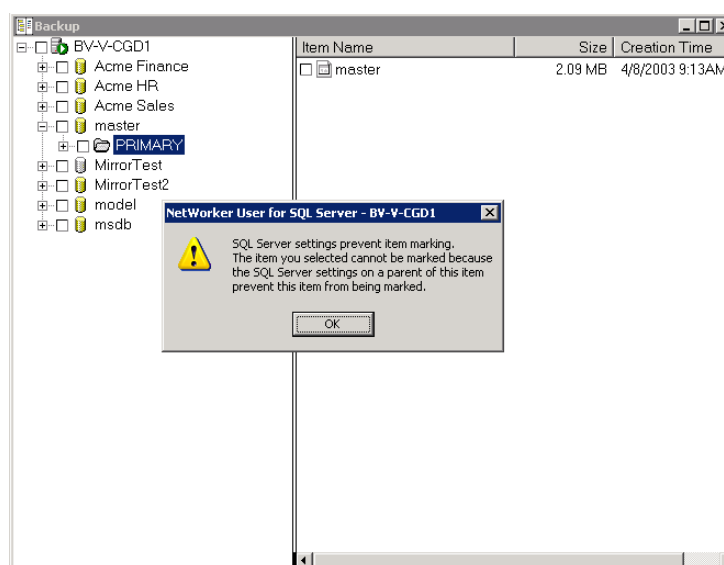 Backup
BV-V-CGD1
Acme Finance
Acme HR
Acme Sales
master
PRIMARY
MirrorTest
MirrorTest2
model
msdb
Item Name Size Creation Time
master 2.09 MB 4/8/2003 9:13AM
NetWorker User for SQL Server - BV-V-CGD1
SQL Server settings prevent item marking.
The item you selected cannot be marked because
the SQL Server settings on a parent of this item
prevent this item from being marked.
OK